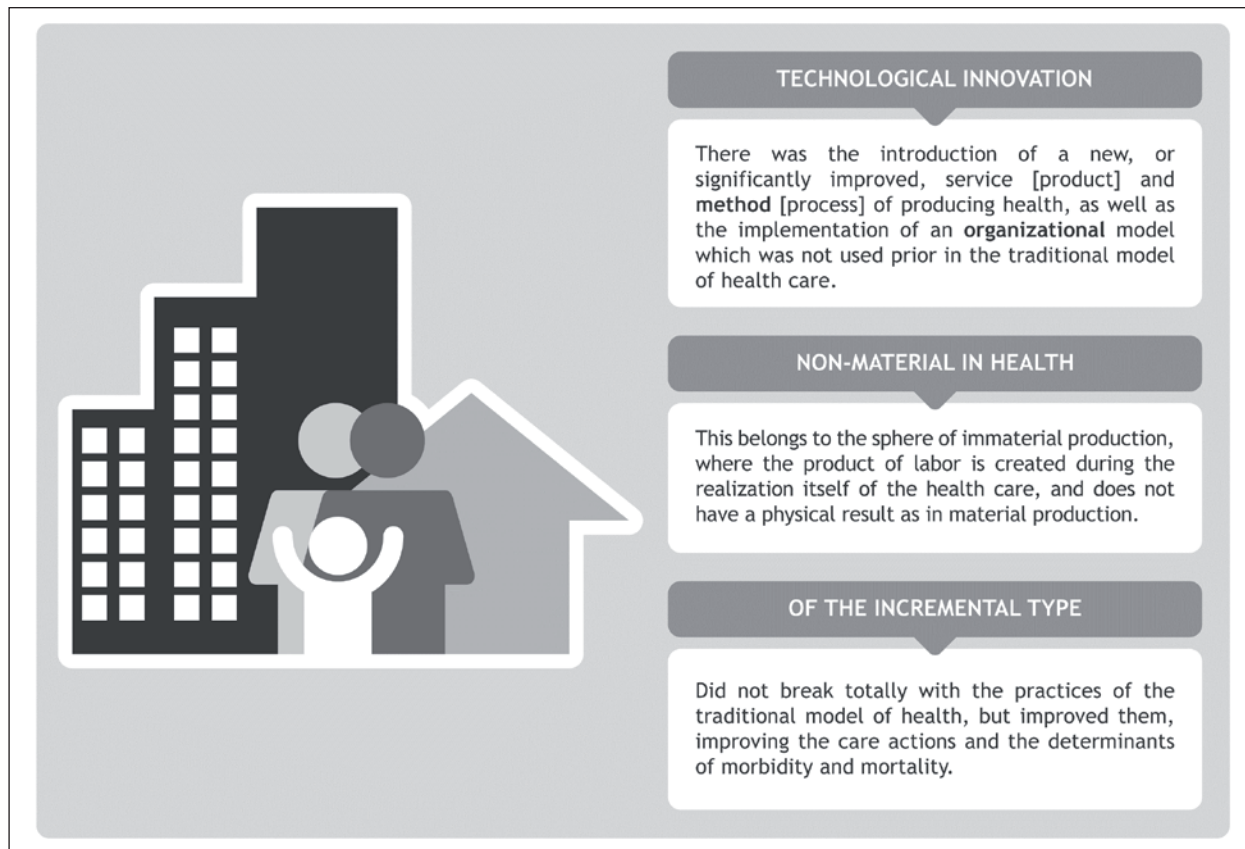 TECHNOLOGICAL INNOVATION
There was the introduction of a new, or
significantly improved, service [product] and
method [process] of producing health, as well as
the implementation of an organizational model
which was not used prior in the traditional model
of health care.
NON-MATERIAL IN HEALTH
This belongs to the sphere of immaterial production,
where the product of labor is created during the
realization itself of the health care, and does not
have a physical result as in material production.
OF THE INCREMENTAL TYPE
Did not break totally with the practices of the
traditional model of health, but improved them,
improving the care actions and the determinants
of morbidity and mortality.